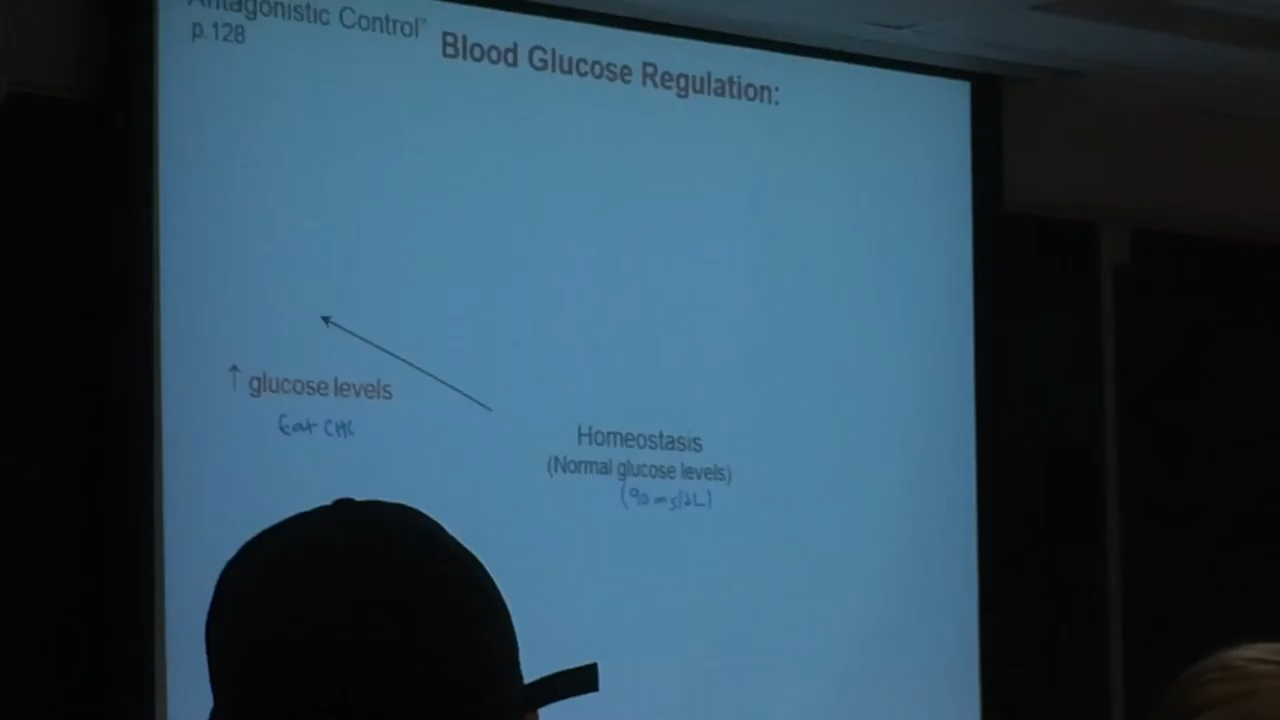 Antagonistic Control"
p.128
Blood Glucose Regulation:
↑ glucose levels
Eat CHO
Homeostasis
(Normal glucose levels)
(90 mg/dL)